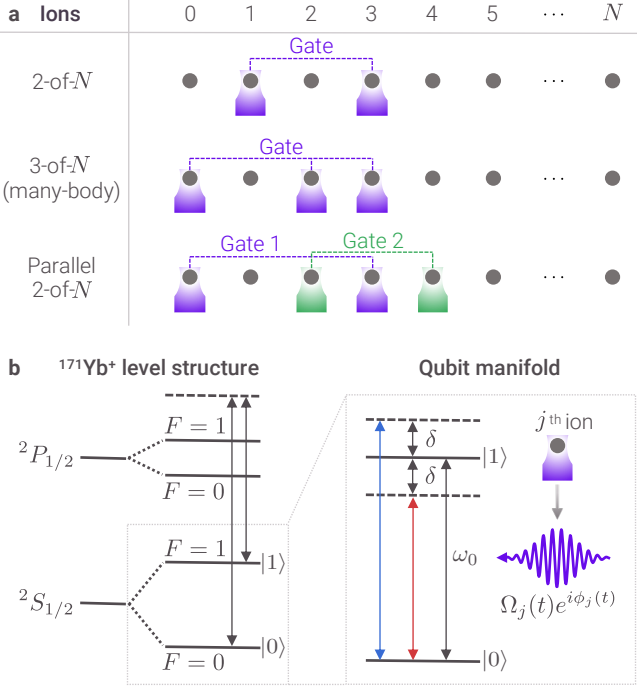 a Ions 0 1 2 3 4 5 ··· N
Gate
2-of-N ···
Gate
3-of-N
(many-body) ···
Gate 1 Gate 2
Parallel
2-of-N ···
b ¹⁷¹Yb⁺ level structure
F = 1
²P₁/₂
F = 0
F = 1
|1⟩
²S₁/₂
|0⟩
F = 0
Qubit manifold
δ
|1⟩
δ
ω₀
|0⟩
jᵗʰ ion
Ωⱼ(t)e^{iϕⱼ(t)}